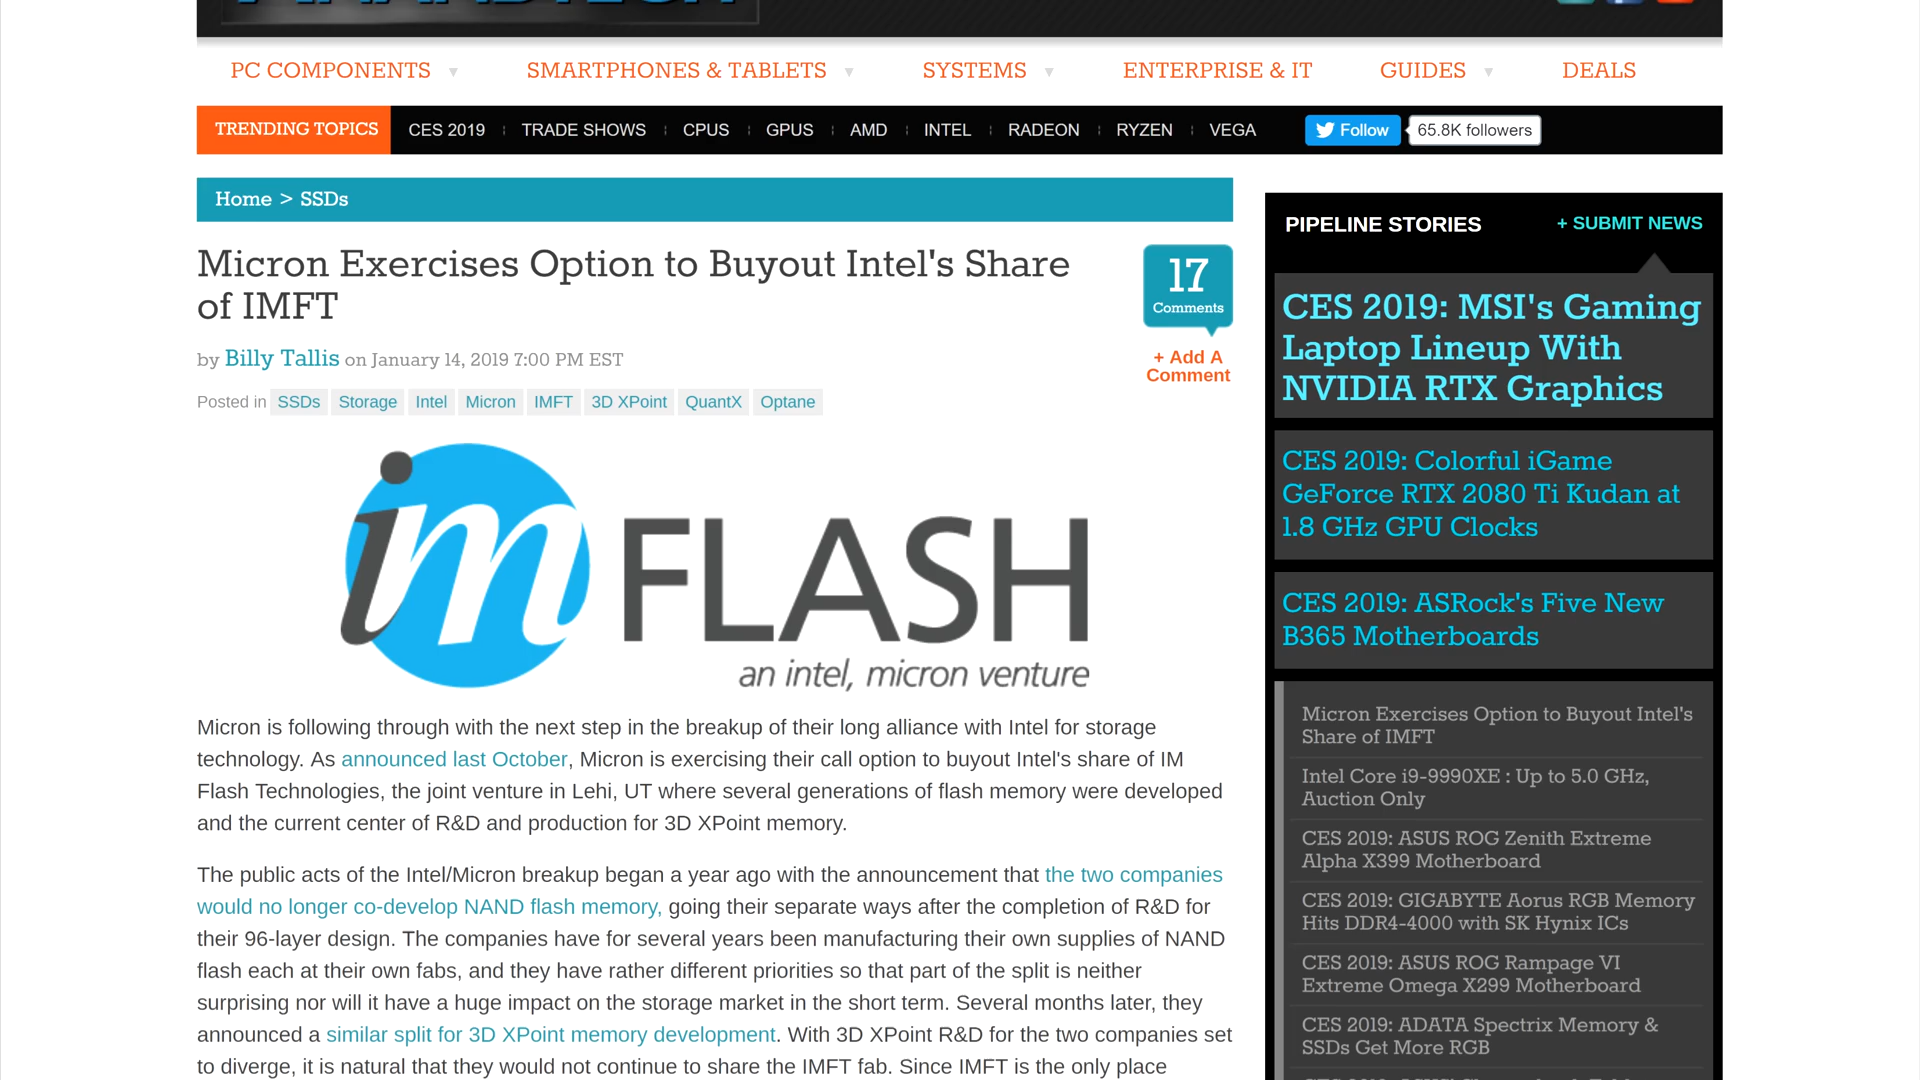 PC COMPONENTS
SMARTPHONES & TABLETS
SYSTEMS
ENTERPRISE & IT
GUIDES
DEALS
TRENDING TOPICS
CES 2019
TRADE SHOWS
CPUS
GPUS
AMD
INTEL
RADEON
RYZEN
VEGA
Follow
65.8K followers
Home > SSDs
Micron Exercises Option to Buyout Intel's Share
of IMFT
by Billy Tallis on January 14, 2019 7:00 PM EST
Posted in SSDs Storage Intel Micron IMFT 3D XPoint QuantX Optane
17
Comments
+ Add A
Comment
im FLASH
an intel, micron venture
Micron is following through with the next step in the breakup of their long alliance with Intel for storage
technology. As announced last October, Micron is exercising their call option to buyout Intel's share of IM
Flash Technologies, the joint venture in Lehi, UT where several generations of flash memory were developed
and the current center of R&D and production for 3D XPoint memory.
The public acts of the Intel/Micron breakup began a year ago with the announcement that the two companies
would no longer co-develop NAND flash memory, going their separate ways after the completion of R&D for
their 96-layer design. The companies have for several years been manufacturing their own supplies of NAND
flash each at their own fabs, and they have rather different priorities so that part of the split is neither
surprising nor will it have a huge impact on the storage market in the short term. Several months later, they
announced a similar split for 3D XPoint memory development. With 3D XPoint R&D for the two companies set
to diverge, it is natural that they would not continue to share the IMFT fab. Since IMFT is the only place
PIPELINE STORIES
+ SUBMIT NEWS
CES 2019: MSI's Gaming
Laptop Lineup With
NVIDIA RTX Graphics
CES 2019: Colorful iGame
GeForce RTX 2080 Ti Kudan at
1.8 GHz GPU Clocks
CES 2019: ASRock's Five New
B365 Motherboards
Micron Exercises Option to Buyout Intel's
Share of IMFT
Intel Core i9-9990XE : Up to 5.0 GHz,
Auction Only
CES 2019: ASUS ROG Zenith Extreme
Alpha X399 Motherboard
CES 2019: GIGABYTE Aorus RGB Memory
Hits DDR4-4000 with SK Hynix ICs
CES 2019: ASUS ROG Rampage VI
Extreme Omega X299 Motherboard
CES 2019: ADATA Spectrix Memory &
SSDs Get More RGB